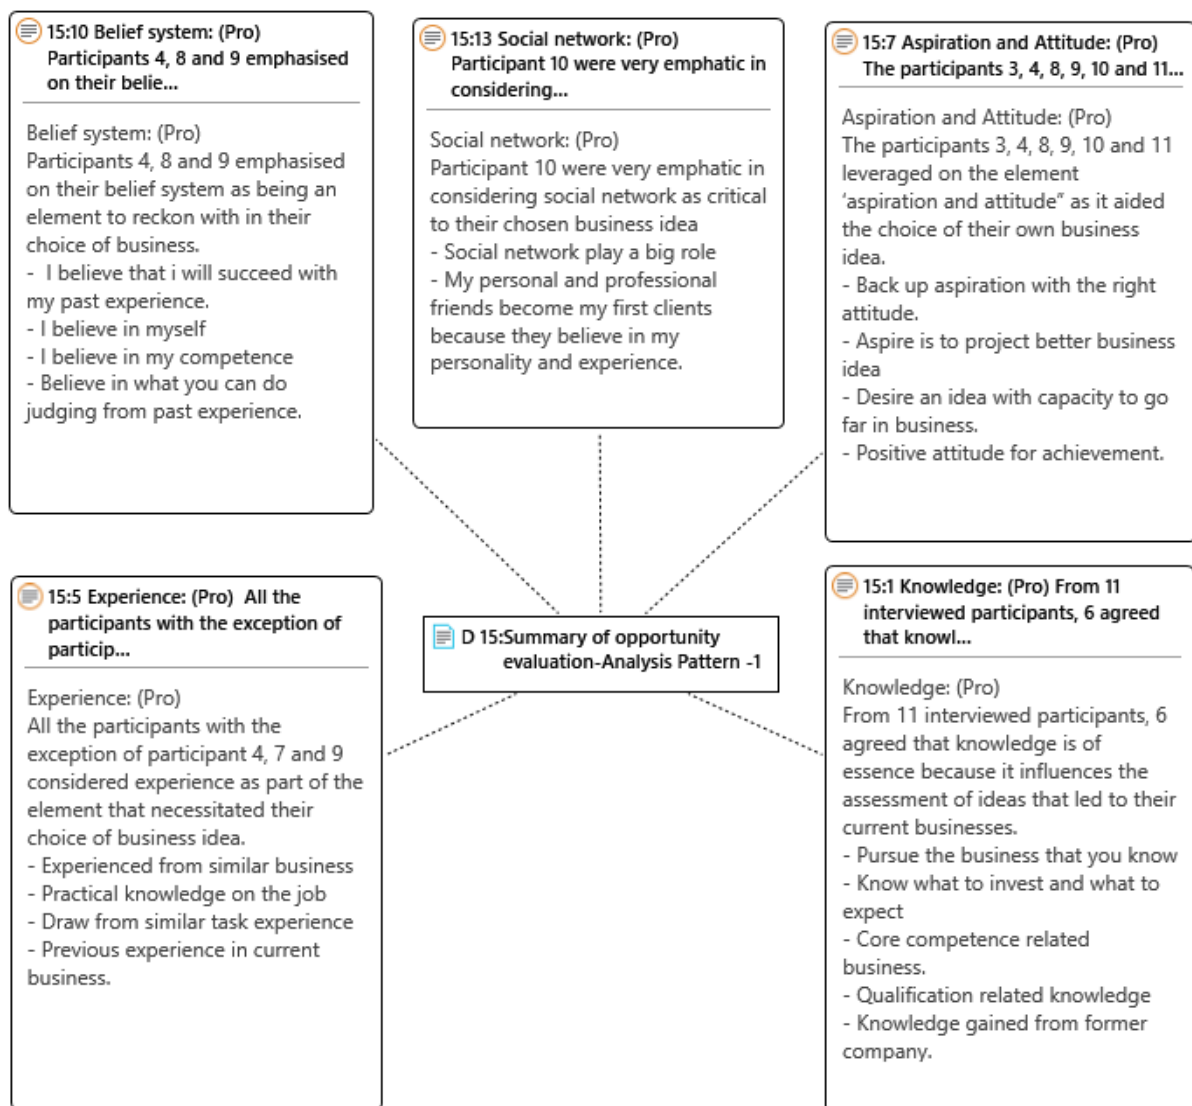 15:10 Belief system: (Pro)
Participants 4, 8 and 9 emphasised
on their belie...
Belief system: (Pro)
Participants 4, 8 and 9 emphasised
on their belief system as being an
element to reckon with in their
choice of business.
-  I believe that i will succeed with
my past experience.
- I believe in myself
- I believe in my competence
- Believe in what you can do
judging from past experience.
15:13 Social network: (Pro)
Participant 10 were very emphatic in
considering...
Social network: (Pro)
Participant 10 were very emphatic in
considering social network as critical
to their chosen business idea
- Social network play a big role
- My personal and professional
friends become my first clients
because they believe in my
personality and experience.
15:7 Aspiration and Attitude: (Pro)
The participants 3, 4, 8, 9, 10 and 11...
Aspiration and Attitude: (Pro)
The participants 3, 4, 8, 9, 10 and 11
leveraged on the element
‘aspiration and attitude” as it aided
the choice of their own business
idea.
- Back up aspiration with the right
attitude.
- Aspire is to project better business
idea
- Desire an idea with capacity to go
far in business.
- Positive attitude for achievement.
15:5 Experience: (Pro)  All the
participants with the exception of
particip...
Experience: (Pro)
All the participants with the
exception of participant 4, 7 and 9
considered experience as part of the
element that necessitated their
choice of business idea.
- Experienced from similar business
- Practical knowledge on the job
- Draw from similar task experience
- Previous experience in current
business.
D 15:Summary of opportunity
evaluation-Analysis Pattern -1
15:1 Knowledge: (Pro) From 11
interviewed participants, 6 agreed
that knowl...
Knowledge: (Pro)
From 11 interviewed participants, 6
agreed that knowledge is of
essence because it influences the
assessment of ideas that led to their
current businesses.
- Pursue the business that you know
- Know what to invest and what to
expect
- Core competence related
business.
- Qualification related knowledge
- Knowledge gained from former
company.